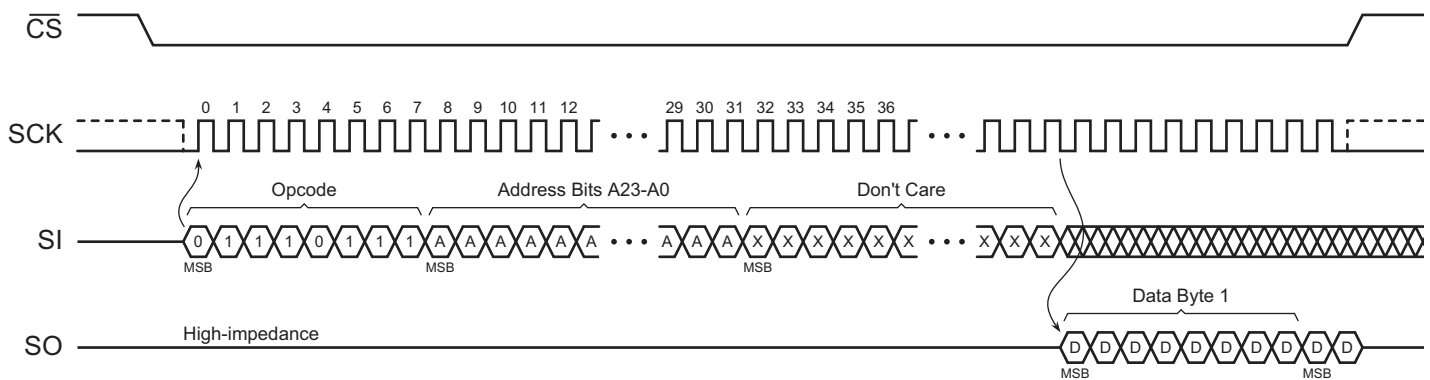 CS
0 1 2 3 4 5 6 7 8 9 10 11 12 29 30 31 32 33 34 35 36
SCK • • • • • •
Opcode Address Bits A23-A0 Don't Care
SI 0 1 1 1 0 1 1 1 A A A A A A • • • A A A X X X X X X • • • X X X
MSB MSB MSB
Data Byte 1
High-impedance
SO D D D D D D D D D D
MSB MSB